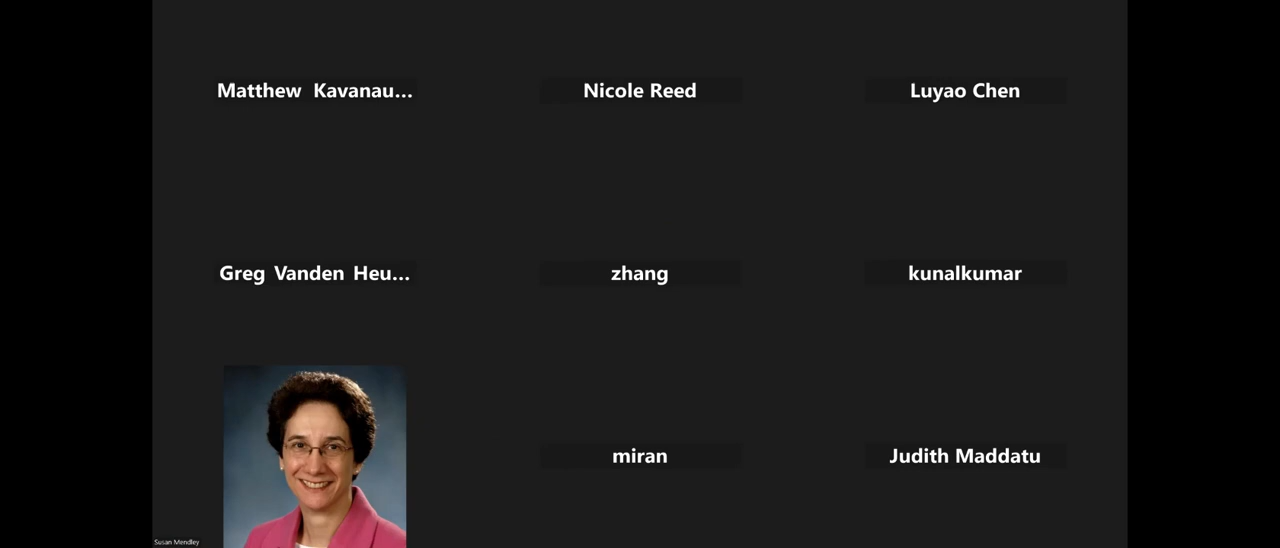 Matthew Kavanau...
Nicole Reed
Luyao Chen
Greg Vanden Heu...
zhang
kunalkumar
miran
Judith Maddatu
Susan Mendley